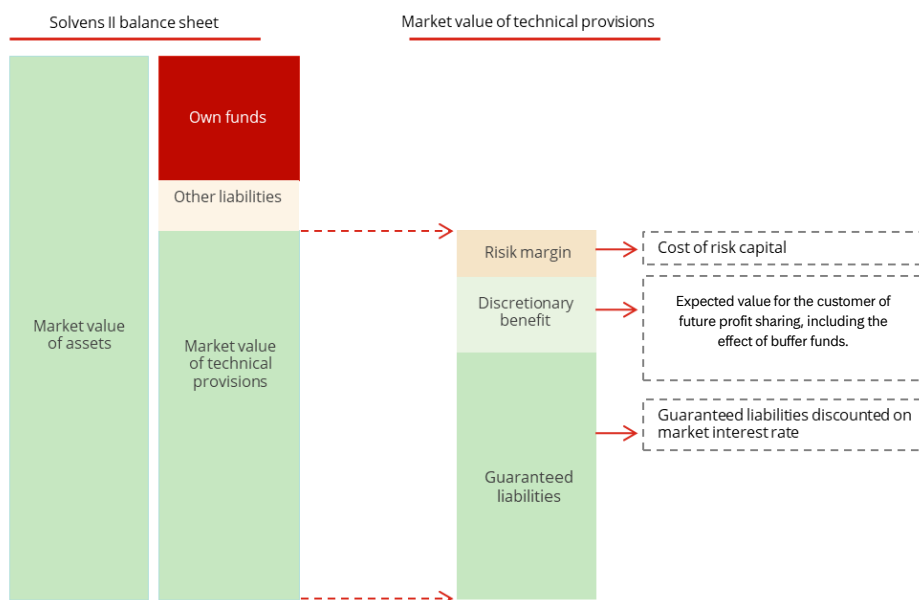 Solvens II balance sheet
Market value of technical provisions
Own funds
Other liabilities
Market value
of assets
Market value
of technical
provisions
Risik margin
Discretionary
benefit
Guaranteed
liabilities
Cost of risk capital
Expected value for the customer of
future profit sharing, including the
effect of buffer funds.
Guaranteed liabilities discounted on
market interest rate